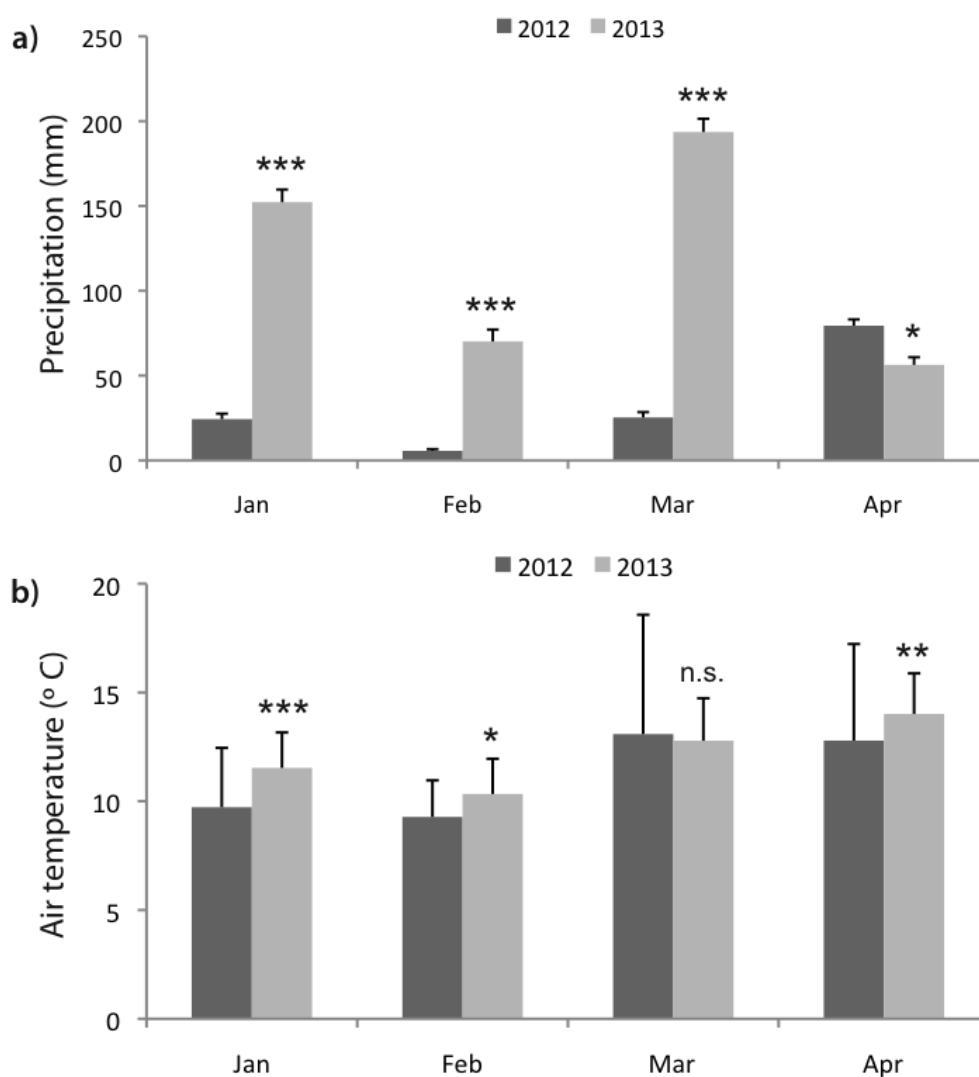 a)
2012 2013
Precipitation (mm)
250
200
150
100
50
0
***
***
***
*
Jan Feb Mar Apr
b)
2012 2013
Air temperature (º C)
20
15
10
5
0
***
*
n.s.
**
Jan Feb Mar Apr